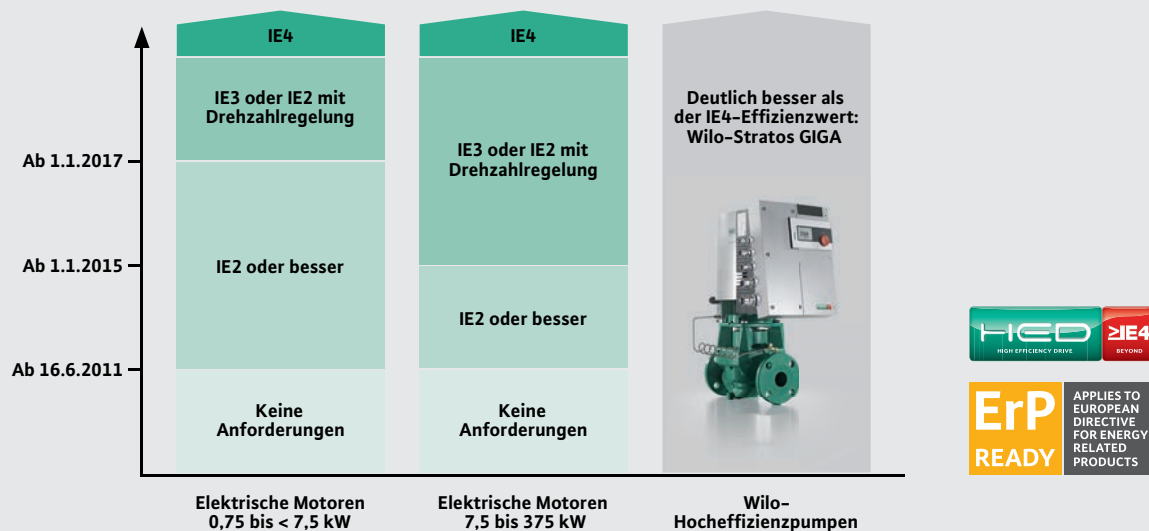 IE4
IE3 oder IE2 mit
Drehzahlregelung
IE2 oder besser
Keine
Anforderungen
IE4
IE3 oder IE2 mit
Drehzahlregelung
IE2 oder besser
Keine
Anforderungen
Deutlich besser als
der IE4-Effizienzwert:
Wilo-Stratos GIGA
Ab 1.1.2017
Ab 1.1.2015
Ab 16.6.2011
Elektrische Motoren
0,75 bis < 7,5 kW
Elektrische Motoren
7,5 bis 375 kW
Wilo-
Hocheffizienzpumpen
HED
HIGH EFFICIENCY DRIVE
≥IE4
BEYOND
ErP
READY
APPLIES TO
EUROPEAN
DIRECTIVE
FOR ENERGY
RELATED
PRODUCTS